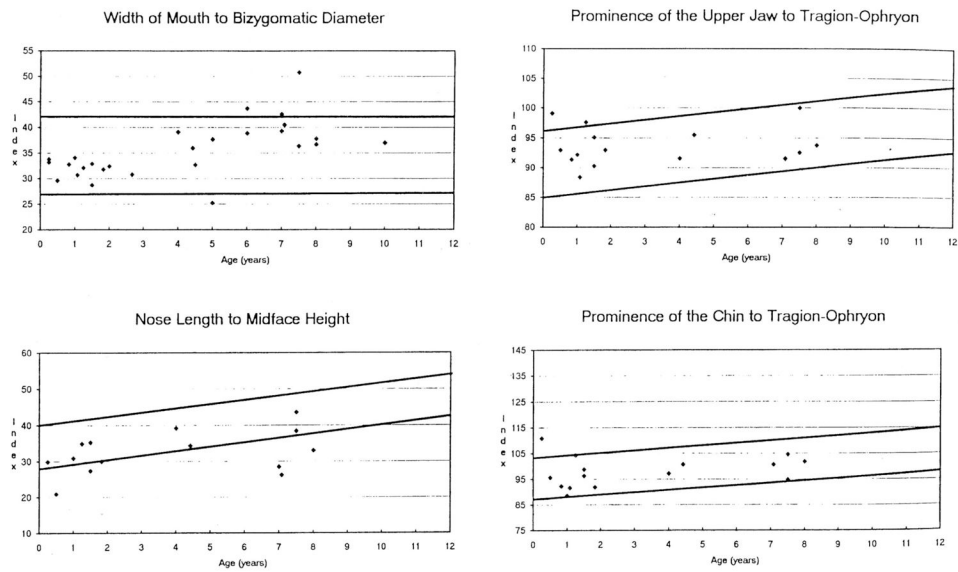 Width of Mouth to Bizygomatic Diameter
55
50
45
40
35
30
25
20
Index
0 1 2 3 4 5 6 7 8 9 10 11 12
Age (years)
Prominence of the Upper Jaw to Tragion-Ophryon
110
105
100
95
90
85
80
Index
0 1 2 3 4 5 6 7 8 9 10 11 12
Age (years)
Nose Length to Midface Height
60
50
40
30
20
10
Index
0 1 2 3 4 5 6 7 8 9 10 11 12
Age (years)
Prominence of the Chin to Tragion-Ophryon
145
135
125
115
105
95
85
75
Index
0 1 2 3 4 5 6 7 8 9 10 11 12
Age (years)